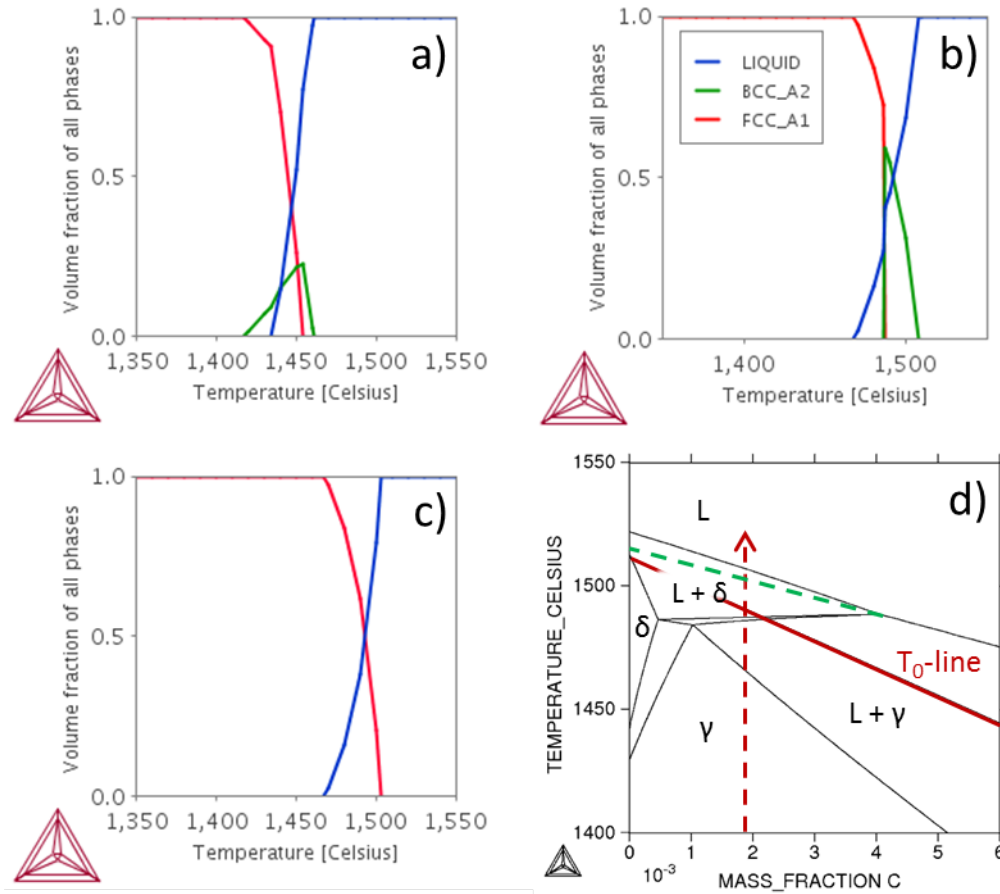 a)
Volume fraction of all phases
1.0
0.5
0.0
1,350 1,400 1,450 1,500 1,550
Temperature [Celsius]
b)
Volume fraction of all phases
LIQUID
BCC_A2
FCC_A1
1.0
0.5
0.0
1,400 1,500
Temperature [Celsius]
c)
Volume fraction of all phases
1.0
0.5
0.0
1,350 1,400 1,450 1,500 1,550
Temperature [Celsius]
d)
TEMPERATURE_CELSIUS
1550
1500
1450
1400
L
L + δ
δ
T₀-line
L + γ
γ
0 1 2 3 4 5 6
10⁻³ MASS_FRACTION C